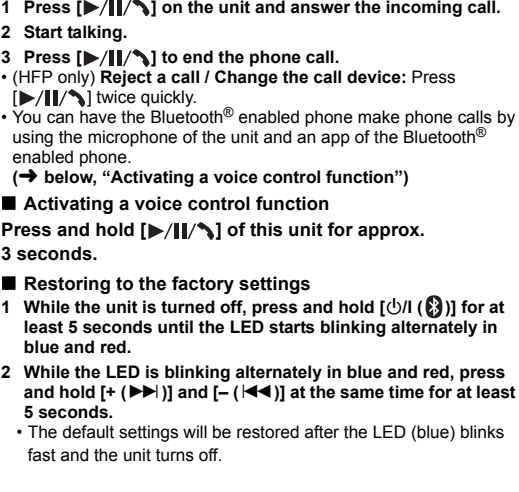 1 Press [▶/❙❙/📞] on the unit and answer the incoming call.
2 Start talking.
3 Press [▶/❙❙/📞] to end the phone call.
• (HFP only) Reject a call / Change the call device: Press
[▶/❙❙/📞] twice quickly.
• You can have the Bluetooth® enabled phone make phone calls by
using the microphone of the unit and an app of the Bluetooth®
enabled phone.
(➔ below, “Activating a voice control function”)
■ Activating a voice control function
Press and hold [▶/❙❙/📞] of this unit for approx.
3 seconds.
■ Restoring to the factory settings
1 While the unit is turned off, press and hold [⏻/I ( )] for at
least 5 seconds until the LED starts blinking alternately in
blue and red.
2 While the LED is blinking alternately in blue and red, press
and hold [+ (▶▶|)] and [– (|◀◀)] at the same time for at least
5 seconds.
• The default settings will be restored after the LED (blue) blinks
fast and the unit turns off.